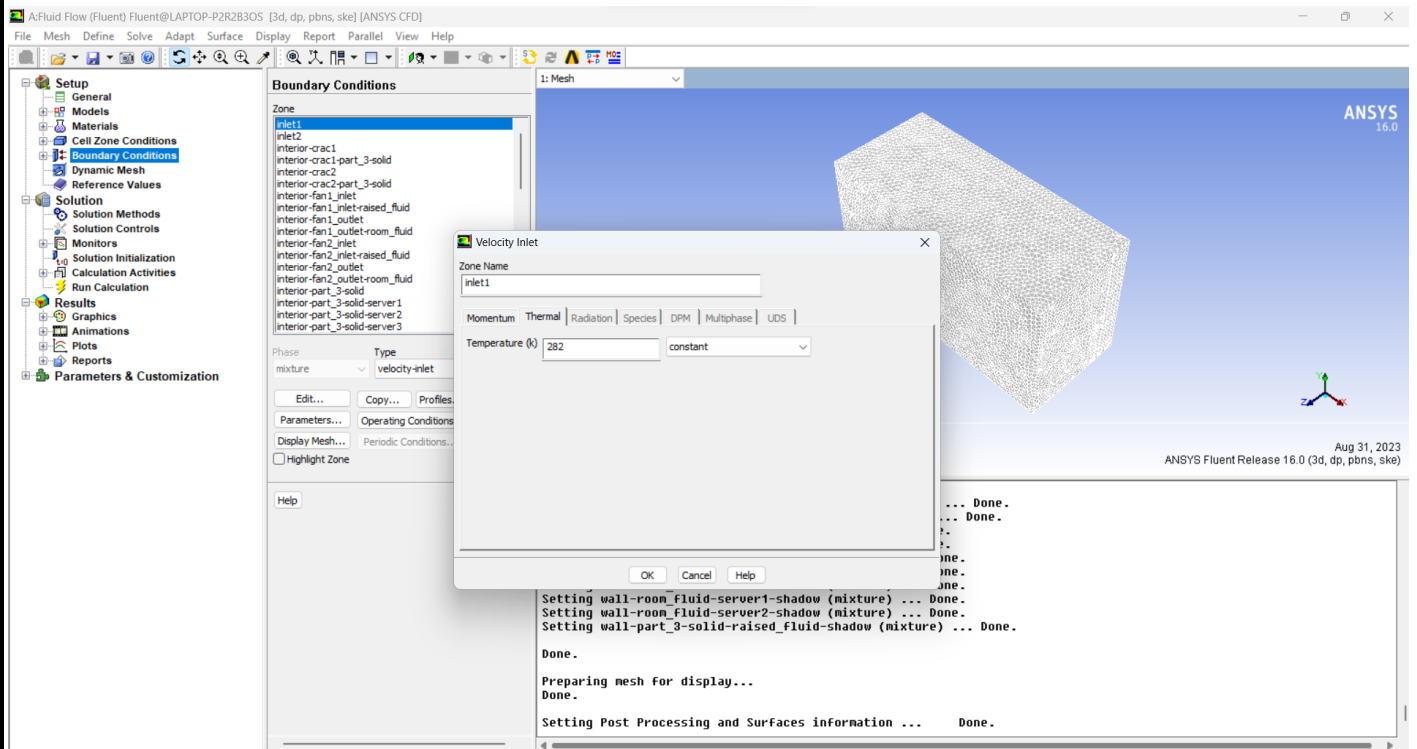 A:Fluid Flow (Fluent) Fluent@LAPTOP-P2R2B3OS [3d, dp, pbns, ske] [ANSYS CFD]
File Mesh Define Solve Adapt Surface Display Report Parallel View Help
Setup
General
Models
Materials
Cell Zone Conditions
Boundary Conditions
Dynamic Mesh
Reference Values
Solution
Solution Methods
Solution Controls
Monitors
Solution Initialization
Calculation Activities
Run Calculation
Results
Graphics
Animations
Plots
Reports
Parameters & Customization
Boundary Conditions
Zone
inlet1
inlet2
interior-crac1
interior-crac1-part_3-solid
interior-crac2
interior-crac2-part_3-solid
interior-fan1_inlet
interior-fan1_inlet-raised_fluid
interior-fan1_outlet
interior-fan1_outlet-room_fluid
interior-fan2_inlet
interior-fan2_inlet-raised_fluid
interior-fan2_outlet
interior-fan2_outlet-room_fluid
interior-part_3-solid
interior-part_3-solid-server1
interior-part_3-solid-server2
interior-part_3-solid-server3
Phase Type
mixture velocity-inlet
Edit... Copy... Profiles.
Parameters... Operating Conditions
Display Mesh... Periodic Conditions..
Highlight Zone
Help
1: Mesh
ANSYS
16.0
Y
Z X
Aug 31, 2023
ANSYS Fluent Release 16.0 (3d, dp, pbns, ske)
Velocity Inlet
Zone Name
inlet1
Momentum Thermal Radiation Species DPM Multiphase UDS
Temperature (k) 282 constant
OK Cancel Help
... Done.
... Done.
Setting wall-room_fluid-server1-shadow (mixture) ... Done.
Setting wall-room_fluid-server2-shadow (mixture) ... Done.
Setting wall-part_3-solid-raised_fluid-shadow (mixture) ... Done.
Done.
Preparing mesh for display...
Done.
Setting Post Processing and Surfaces information ... Done.